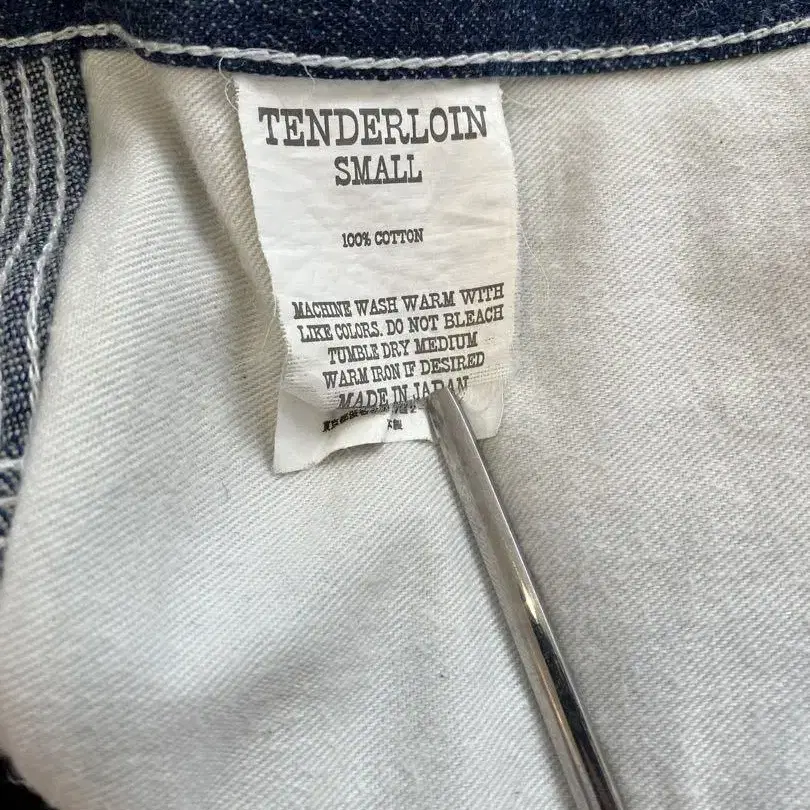 TENDERLOIN
SMALL
100% COTTON
MACHINE WASH WARM WITH
LIKE COLORS. DO NOT BLEACH
TUMBLE DRY MEDIUM
WARM IRON IF DESIRED
MADE IN JAPAN
製